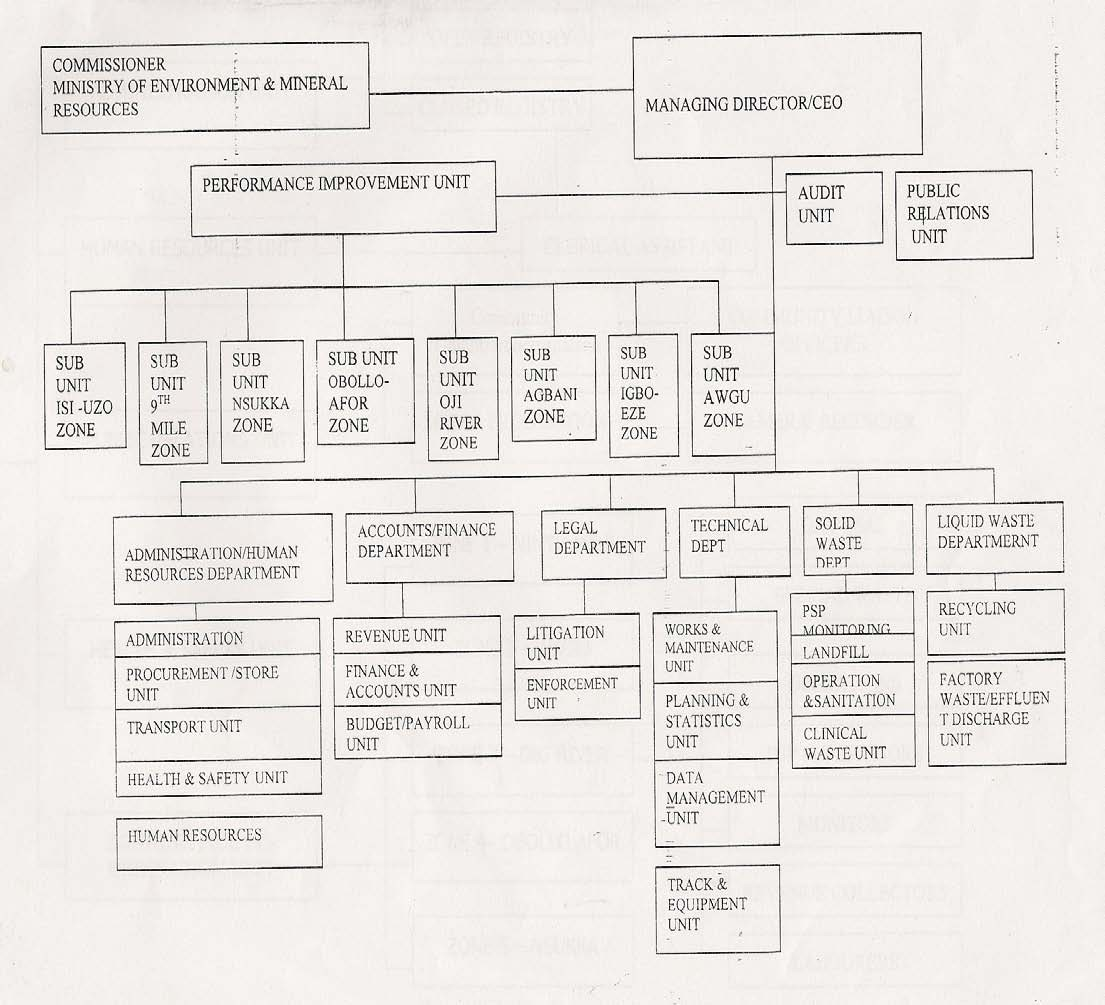 COMMISSIONER
MINISTRY OF ENVIRONMENT & MINERAL
RESOURCES
MANAGING DIRECTOR/CEO
PERFORMANCE IMPROVEMENT UNIT
AUDIT
UNIT
PUBLIC
RELATIONS
UNIT
SUB
UNIT
ISI -UZO
ZONE
SUB
UNIT
9TH
MILE
ZONE
SUB
UNIT
NSUKKA
ZONE
SUB UNIT
OBOLLO-
AFOR
ZONE
SUB
UNIT
OJI
RIVER
ZONE
SUB
UNIT
AGBANI
ZONE
SUB
UNIT
IGBO-
EZE
ZONE
SUB
UNIT
AWGU
ZONE
ADMINISTRATION/HUMAN
RESOURCES DEPARTMENT
ACCOUNTS/FINANCE
DEPARTMENT
LEGAL
DEPARTMENT
TECHNICAL
DEPT
SOLID
WASTE
DEPT
LIQUID WASTE
DEPARTMERNT
ADMINISTRATION
PROCUREMENT /STORE
UNIT
TRANSPORT UNIT
HEALTH & SAFETY UNIT
HUMAN RESOURCES
REVENUE UNIT
FINANCE &
ACCOUNTS UNIT
BUDGET/PAYROLL
UNIT
LITIGATION
UNIT
ENFORCEMENT
UNIT
WORKS &
MAINTENANCE
UNIT
PLANNING &
STATISTICS
UNIT
DATA
MANAGEMENT
UNIT
TRACK &
EQUIPMENT
UNIT
PSP
MONITORING
LANDFILL
OPERATION
&SANITATION
CLINICAL
WASTE UNIT
RECYCLING
UNIT
FACTORY
WASTE/EFFLUEN
T DISCHARGE
UNIT